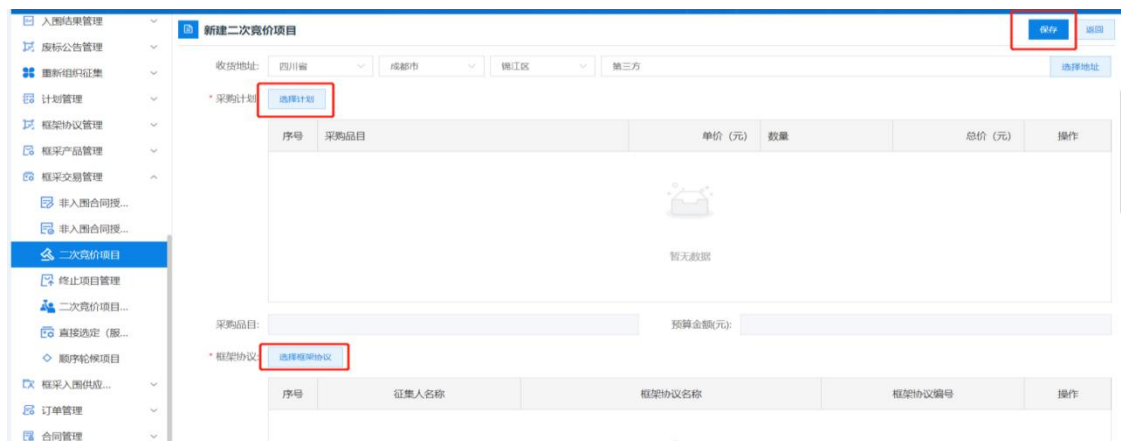 入围结果管理
废标公告管理
重新组织征集
计划管理
框架协议管理
框采产品管理
框采交易管理
非入围合同授...
非入围合同授...
二次竞价项目
终止项目管理
二次竞价项目...
直接选定（服...
顺序轮候项目
框采入围供应...
订单管理
合同管理
新建二次竞价项目 保存 返回
收货地址: 四川省 成都市 锦江区 第三方 选择地址
* 采购计划 选择计划
序号 采购品目 单价（元） 数量 总价（元） 操作
暂无数据
采购品目: 预算金额(元):
* 框架协议: 选择框架协议
序号 征集人名称 框架协议名称 框架协议编号 操作